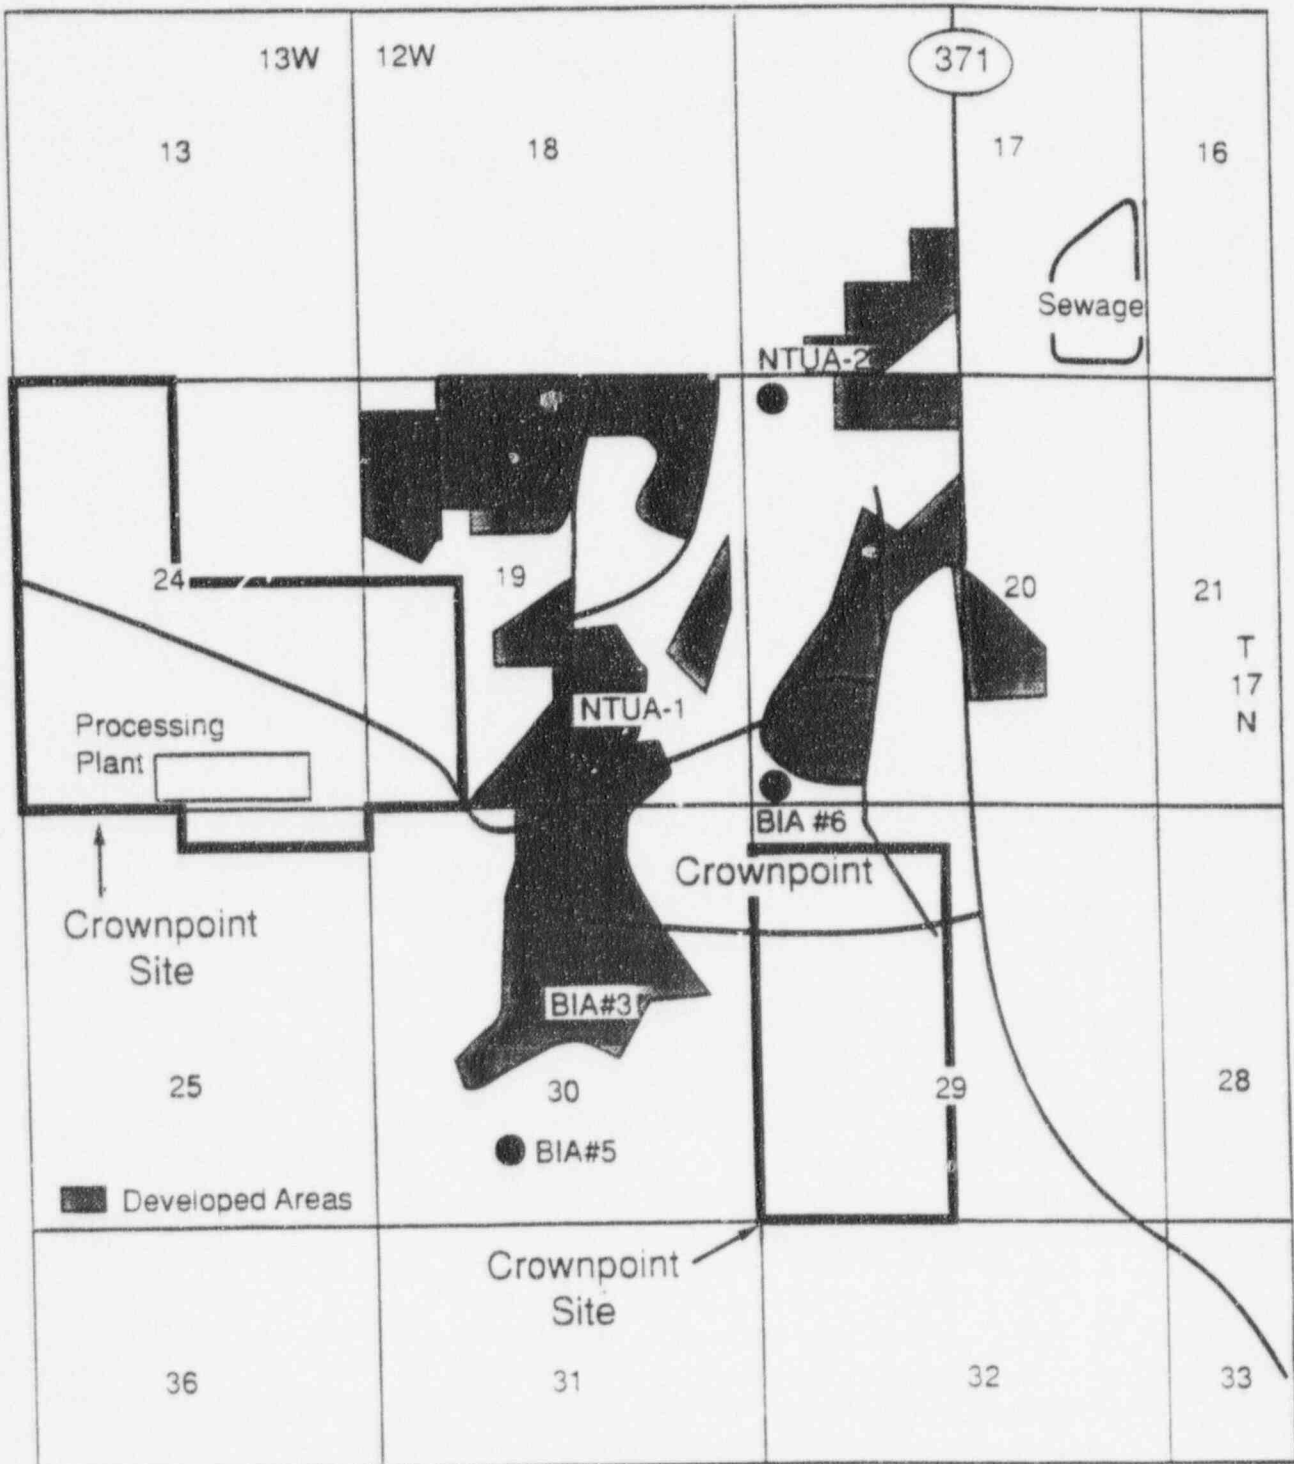 13W 12W
371
13
18
17
16
Sewage
NTUA-2
24
19
20
21
T
17
N
NTUA-1
Processing
Plant
BIA #6
Crownpoint
Crownpoint
Site
BIA#3
25
30
29
28
BIA#5
Developed Areas
Crownpoint
Site
36
31
32
33